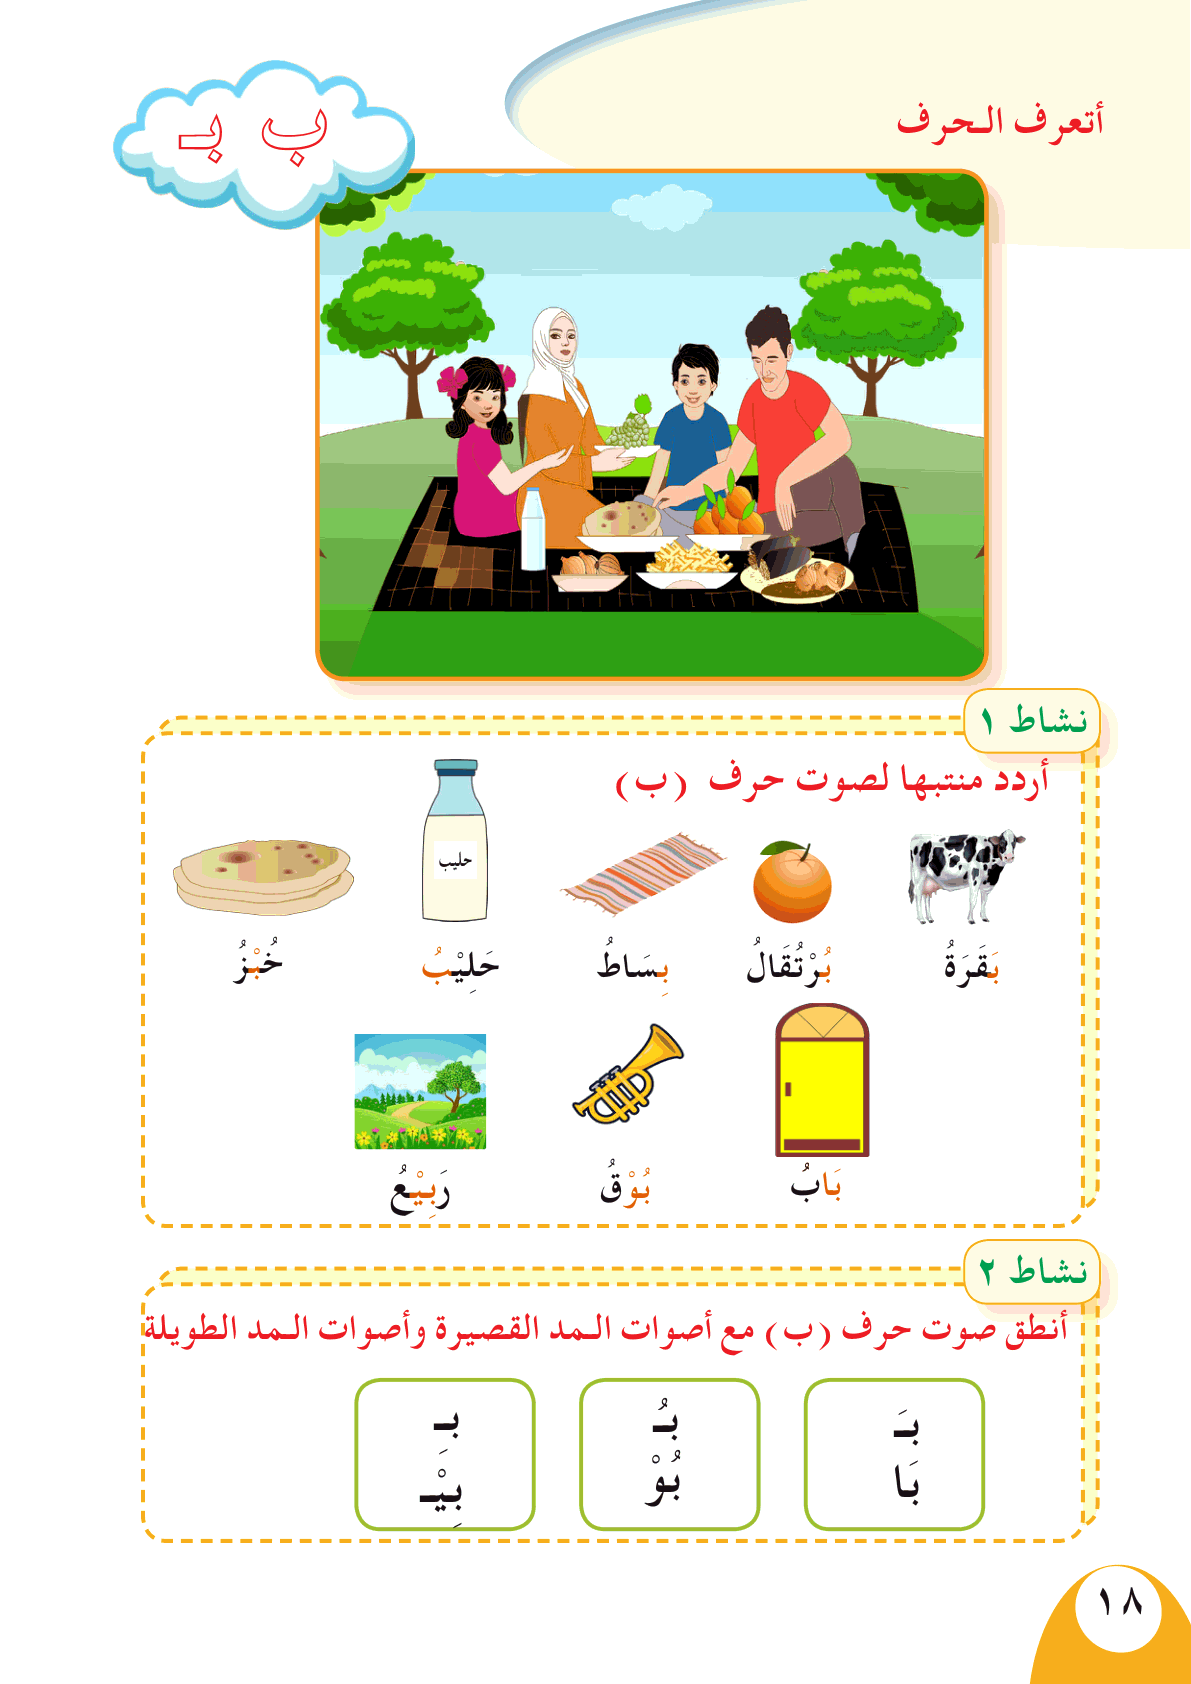 أتعرف الحرف
ب بـ
نشاط ١
أردد منتبها لصوت حرف (ب)
حليب
بَقَرَةُ بُرْتُقَالُ بِسَاطُ حَلِيْبُ خُبْزُ
بَابُ بُوْقُ رَبِيْعُ
نشاط ٢
أنطق صوت حرف (ب) مع أصوات المد القصيرة وأصوات المد الطويلة
بَـ بُـ بِـ
بَا بُوْ بِيْـ
١٨